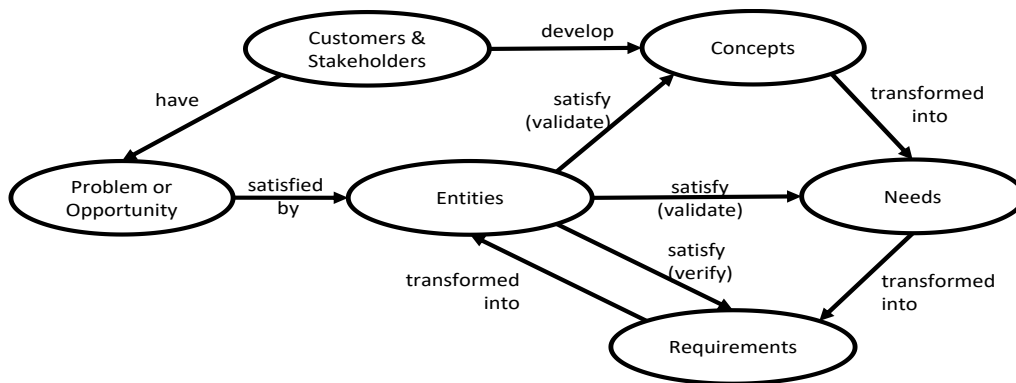 Customers &
Stakeholders
develop
Concepts
have
satisfy
(validate)
transformed
into
Problem or
Opportunity
satisfied
by
Entities
satisfy
(validate)
Needs
satisfy
(verify)
transformed
into
transformed
into
Requirements